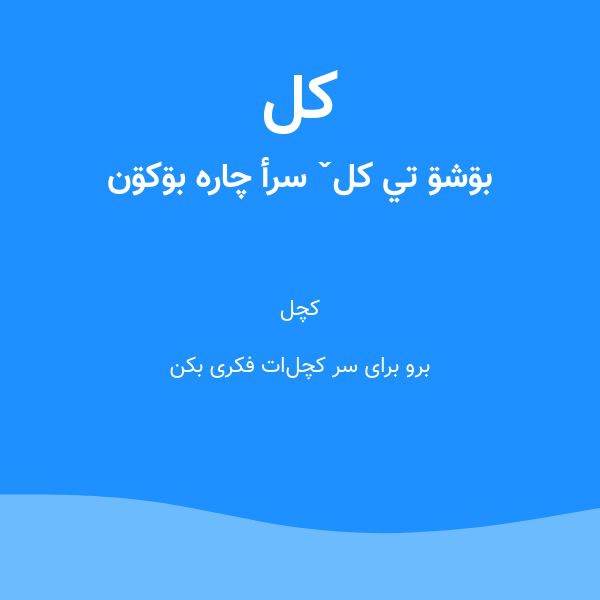 کل
بۊشۊ تي کلˇ سرأ چاره بۊکۊن
کچل
برو برای سر کچل‌ات فکری بکن